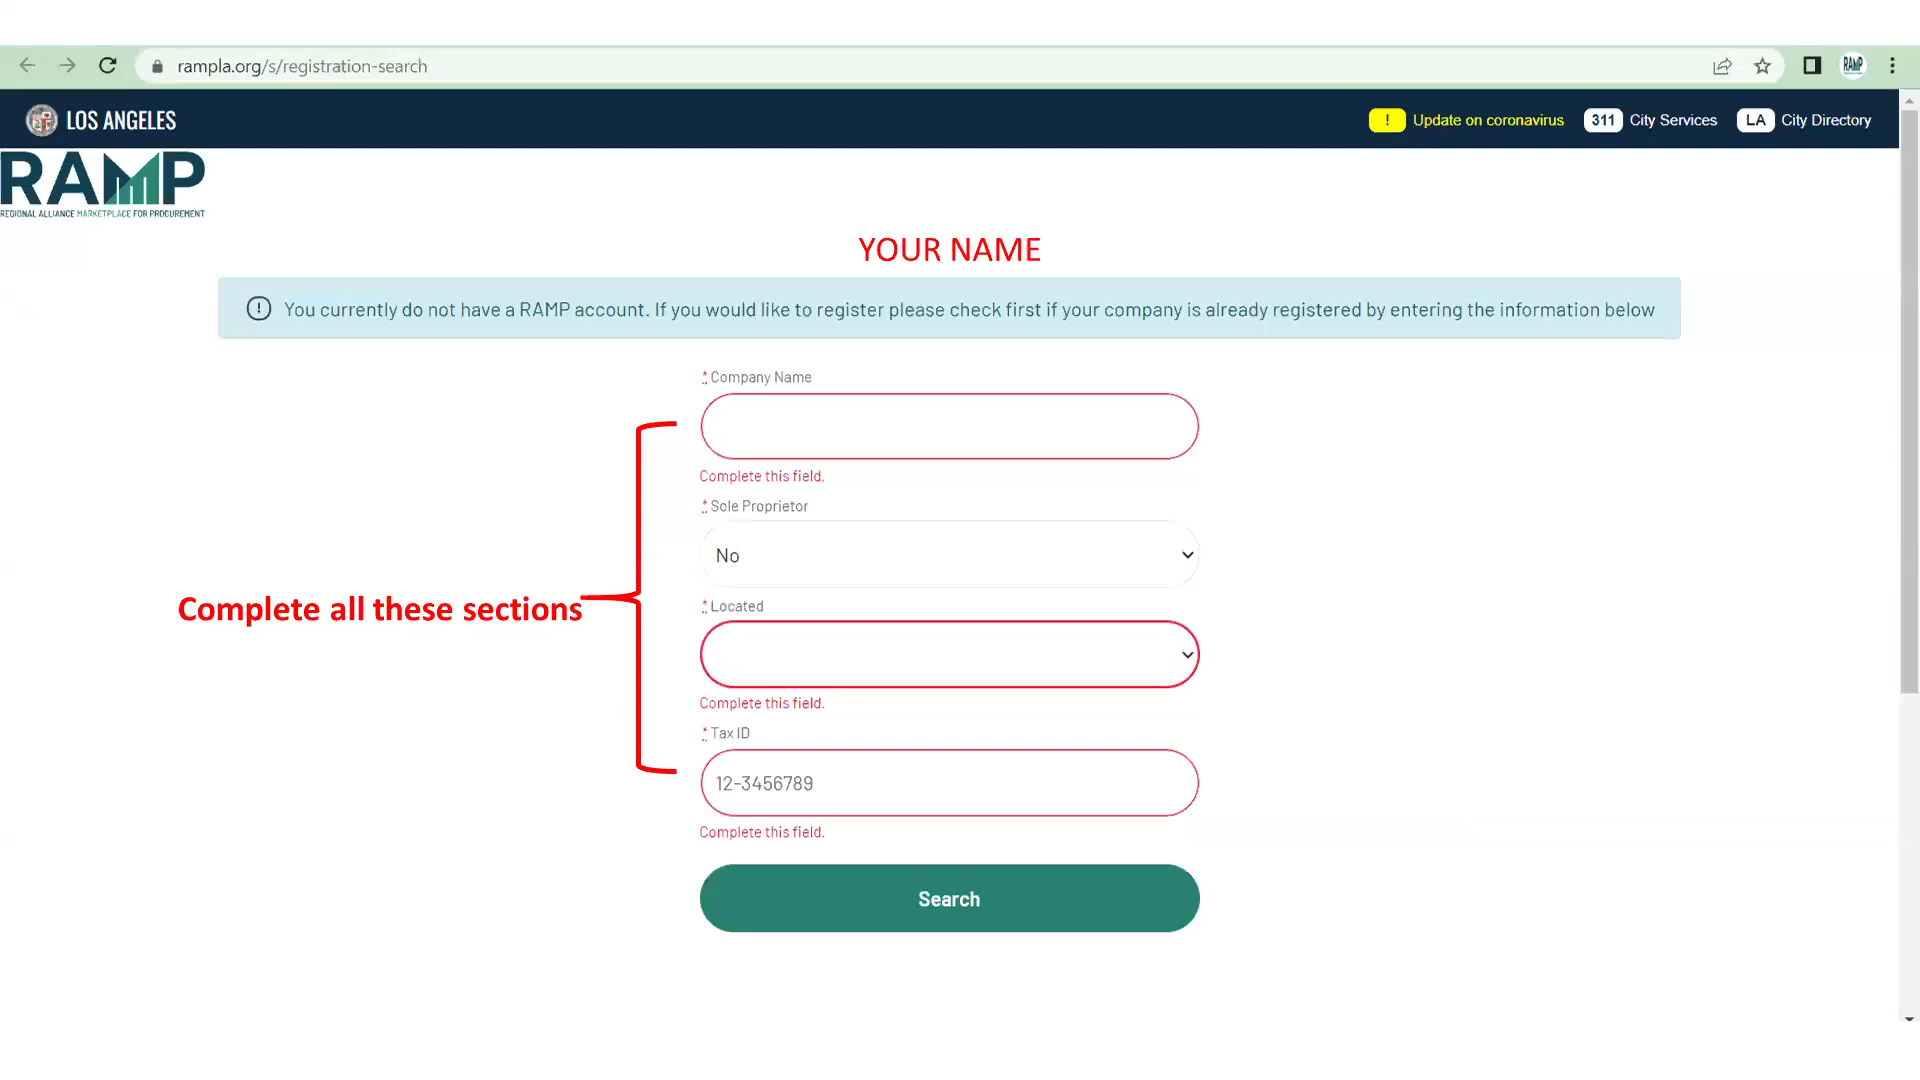 rampla.org/s/registration-search
RAMP
LOS ANGELES
! Update on coronavirus 311 City Services LA City Directory
RAMP
REGIONAL ALLIANCE MARKETPLACE FOR PROCUREMENT
YOUR NAME
You currently do not have a RAMP account. If you would like to register please check first if your company is already registered by entering the information below
* Company Name
Complete this field.
* Sole Proprietor
No
Complete all these sections
* Located
Complete this field.
* Tax ID
12-3456789
Complete this field.
Search